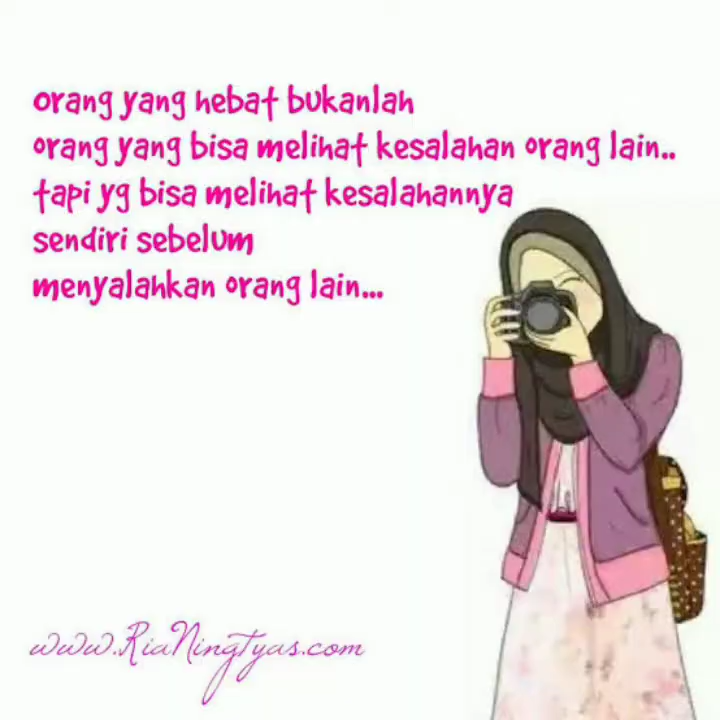 orang yang hebat bukanlah
orang yang bisa melihat kesalahan orang lain..
tapi yg bisa melihat kesalahannya
sendiri sebelum
menyalahkan orang lain...
www.RiaNingtyas.com